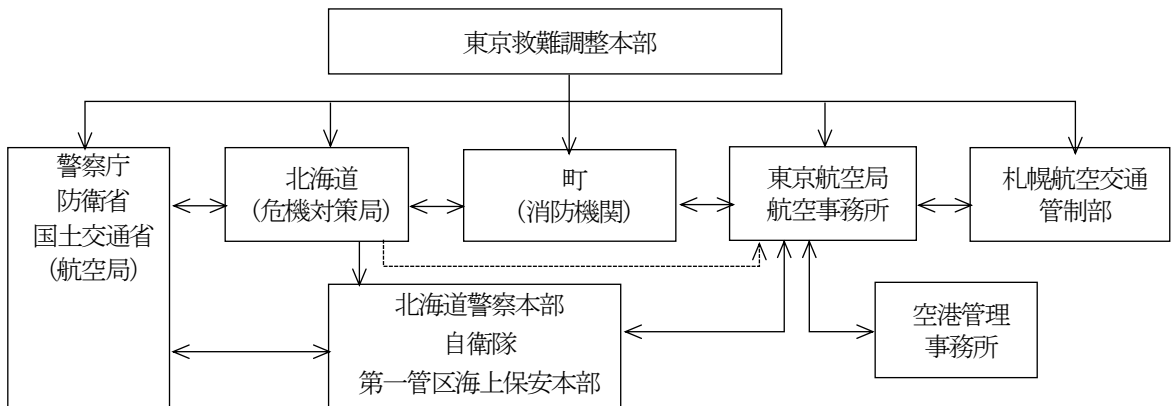 東京救難調整本部
警察庁
防衛省
国土交通省
(航空局)
北海道
(危機対策局)
町
(消防機関)
東京航空局
航空事務所
札幌航空交通
管制部
北海道警察本部
自衛隊
第一管区海上保安本部
空港管理
事務所